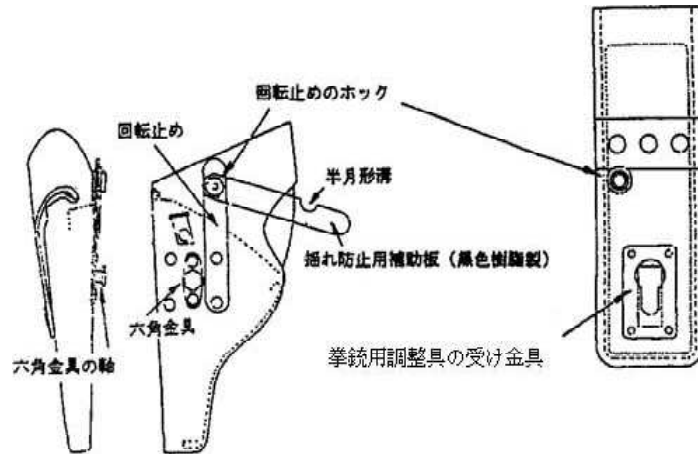 回転止めのホック
回転止め
半月形溝
揺れ防止用補助板（黒色樹脂製）
六角金具
六角金具の軸
拳銃用調整具の受け金具